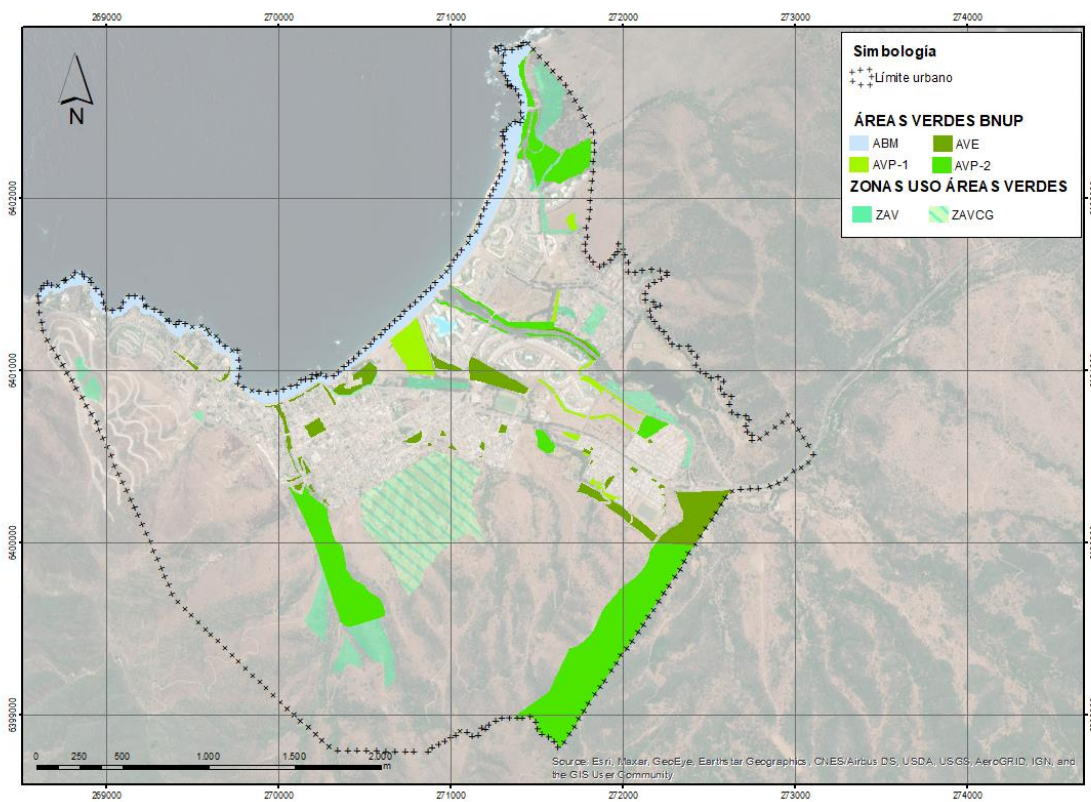 269000 270000 271000 272000 273000 274000
N
Simbología
Límite urbano
ÁREAS VERDES BNUP
ABM AVE
AVP-1 AVP-2
ZONAS USO ÁREAS VERDES
ZAV ZAVCG
6402000
6401000
6400000
6399000
0 250 500 1.000 1.500 2.000
m
Source: Esri, Maxar, GeoEye, Earthstar Geographics, CNES/Airbus DS, USDA, USGS, AeroGRID, IGN, and
the GIS User Community
269000 270000 271000 272000 273000 274000